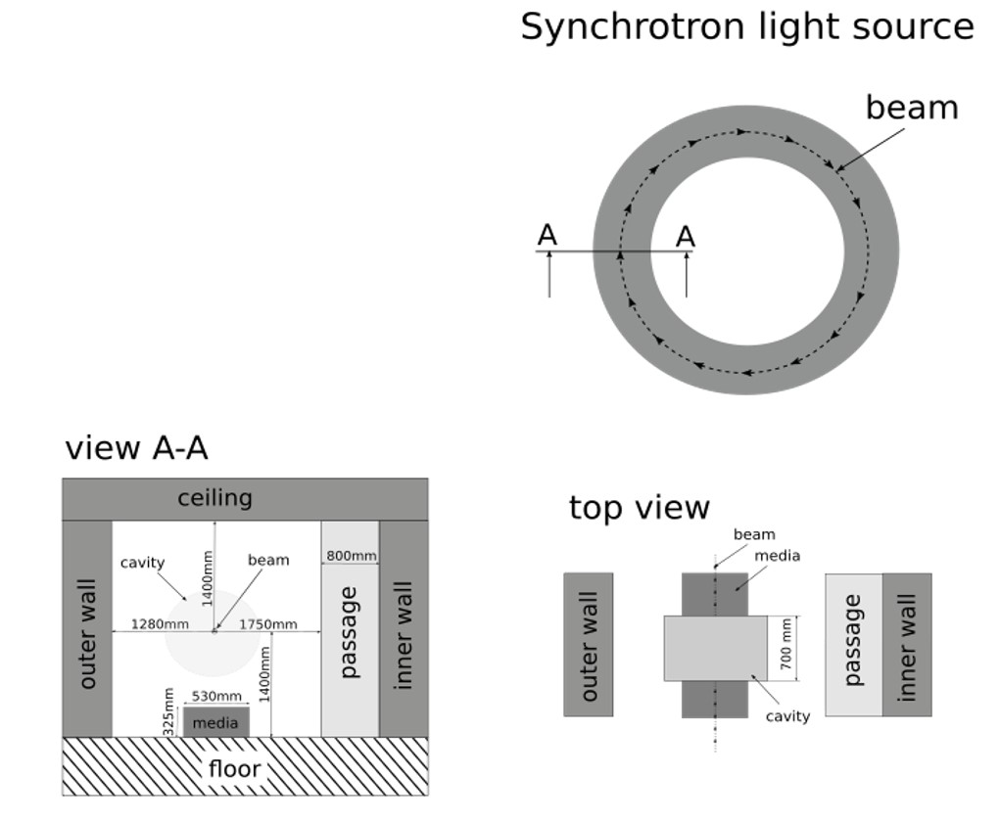 Synchrotron light source
beam
A
A
view A-A
ceiling
outer wall
cavity
1400mm
beam
800mm
1280mm
1750mm
passage
inner wall
1400mm
325mm
530mm
media
floor
top view
beam
media
outer wall
700 mm
passage
inner wall
cavity